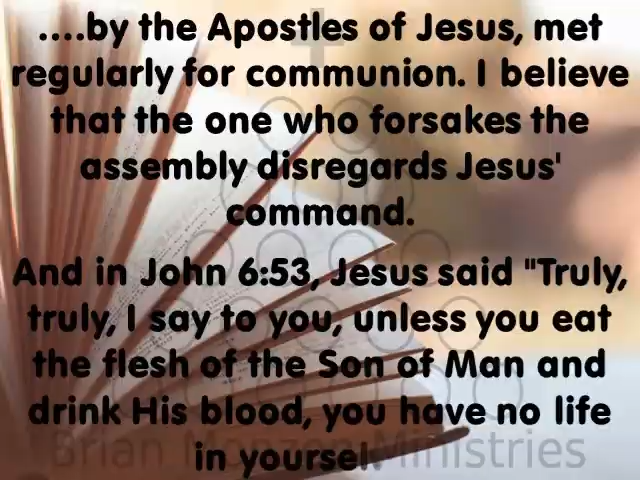 ....by the Apostles of Jesus, met
regularly for communion. I believe
that the one who forsakes the
assembly disregards Jesus'
command.
And in John 6:53, Jesus said "Truly,
truly, I say to you, unless you eat
the flesh of the Son of Man and
drink His blood, you have no life
in yoursel
Brian Ministries